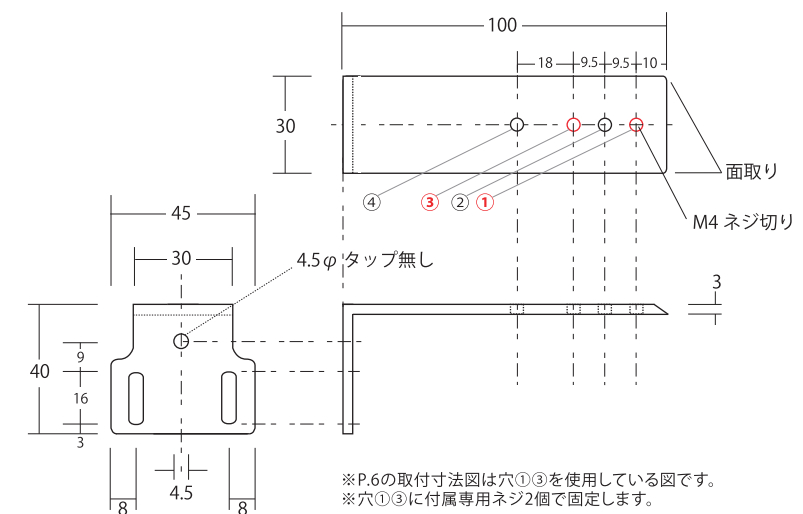 100
18 9.5 9.5 10
30
面取り
④ ③ ② ①
M4 ネジ切り
45
30
4.5φ タップ無し
3
40
9
16
3
4.5
8 8
※P.6の取付寸法図は穴①③を使用している図です。
※穴①③に付属専用ネジ2個で固定します。